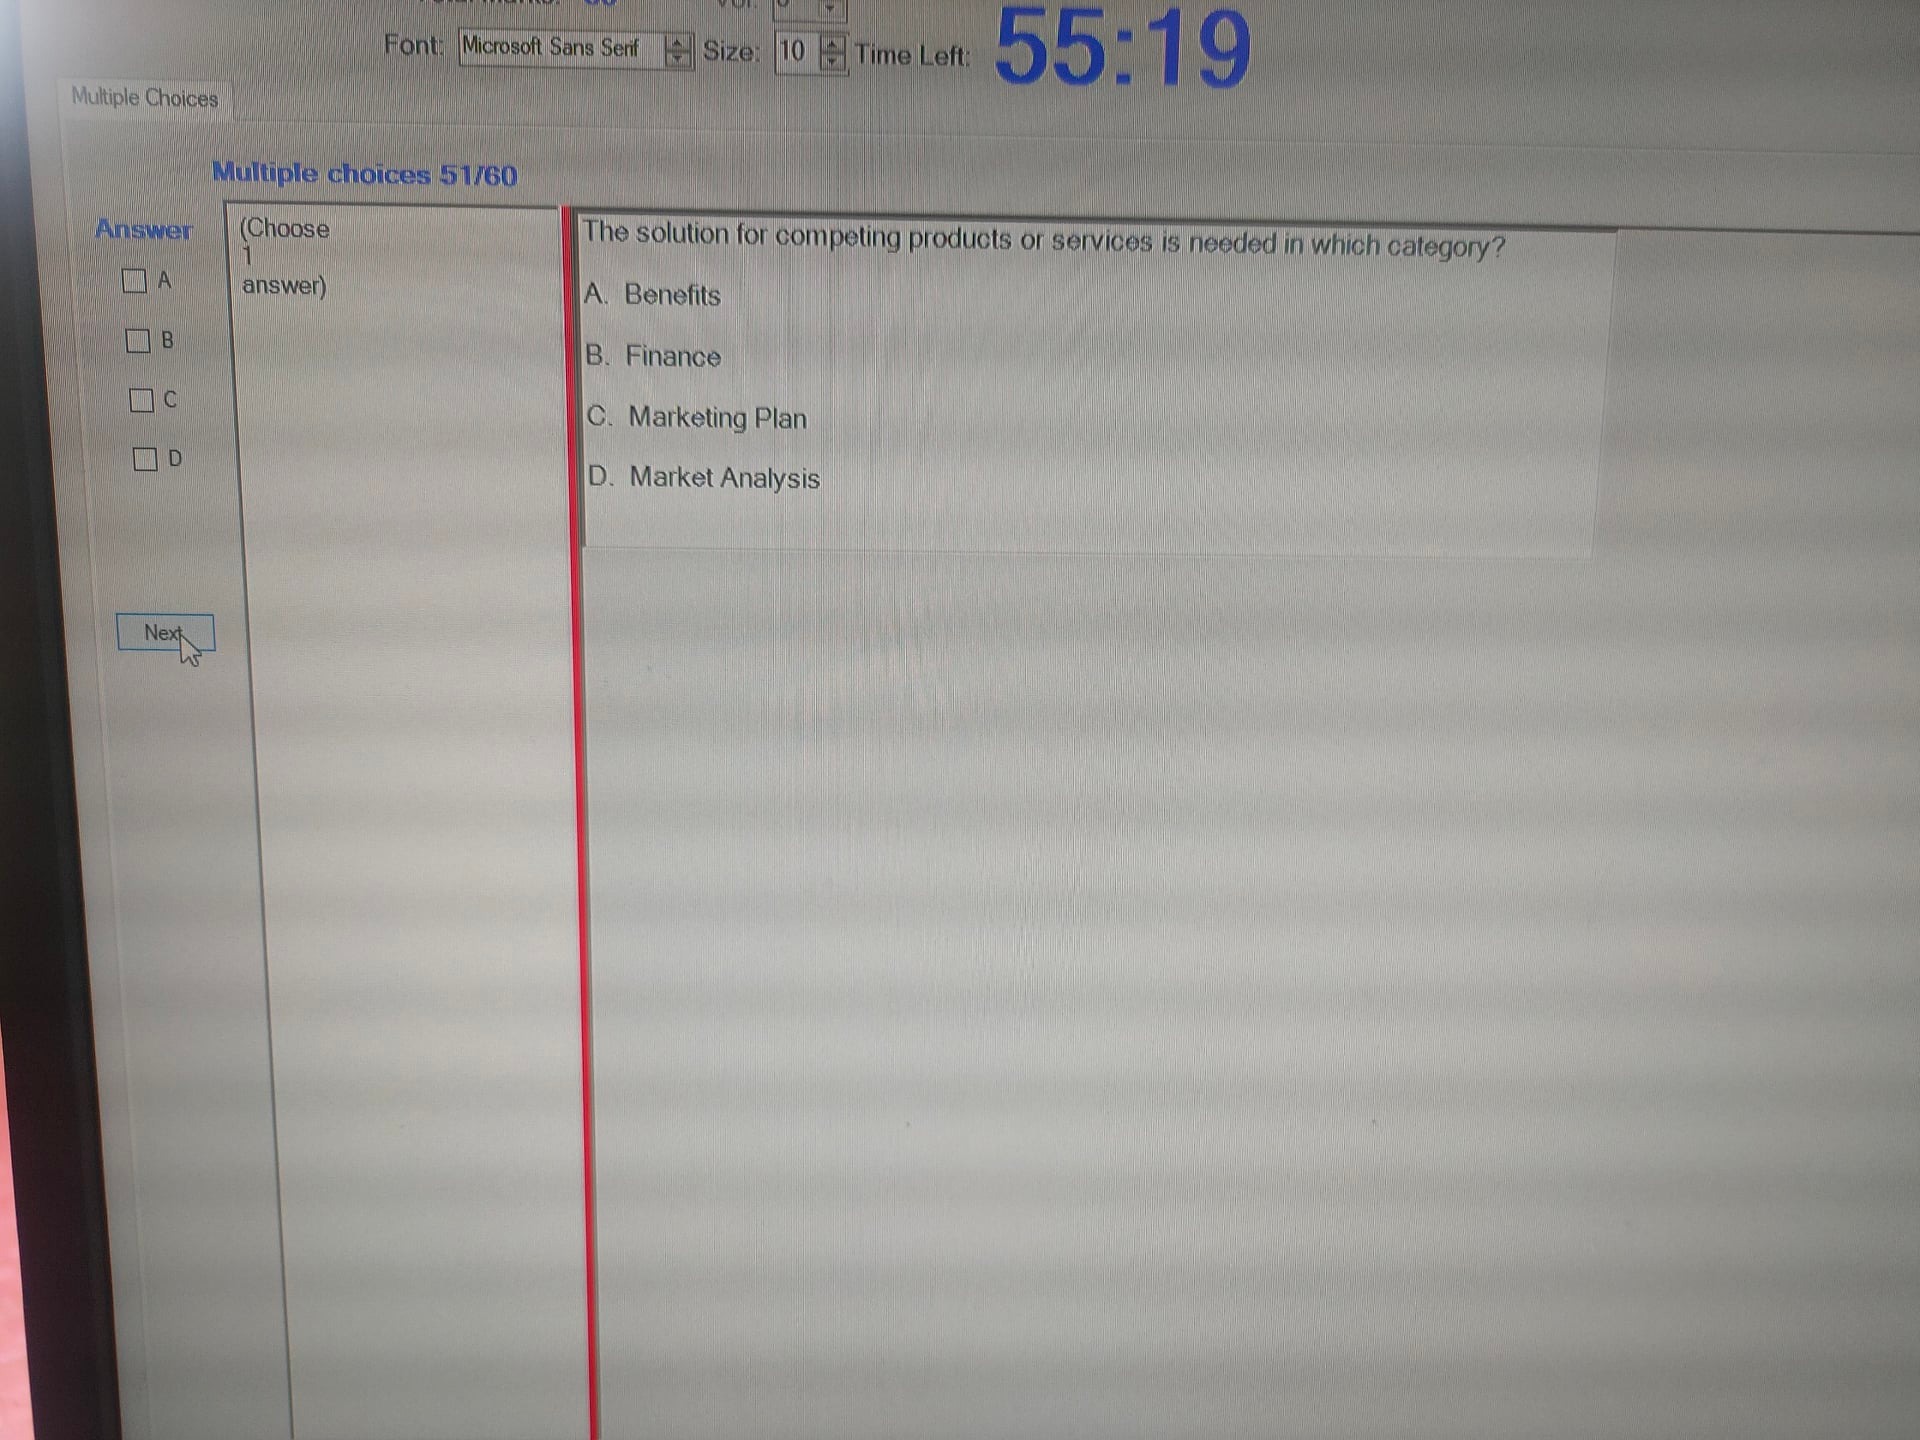 Font: Microsoft Sans Serif Size: 10 Time Left: 55:19
Multiple Choices
Multiple choices 51/60
Answer
A
B
C
D
Next
(Choose
1
answer)
The solution for competing products or services is needed in which category?
A. Benefits
B. Finance
C. Marketing Plan
D. Market Analysis